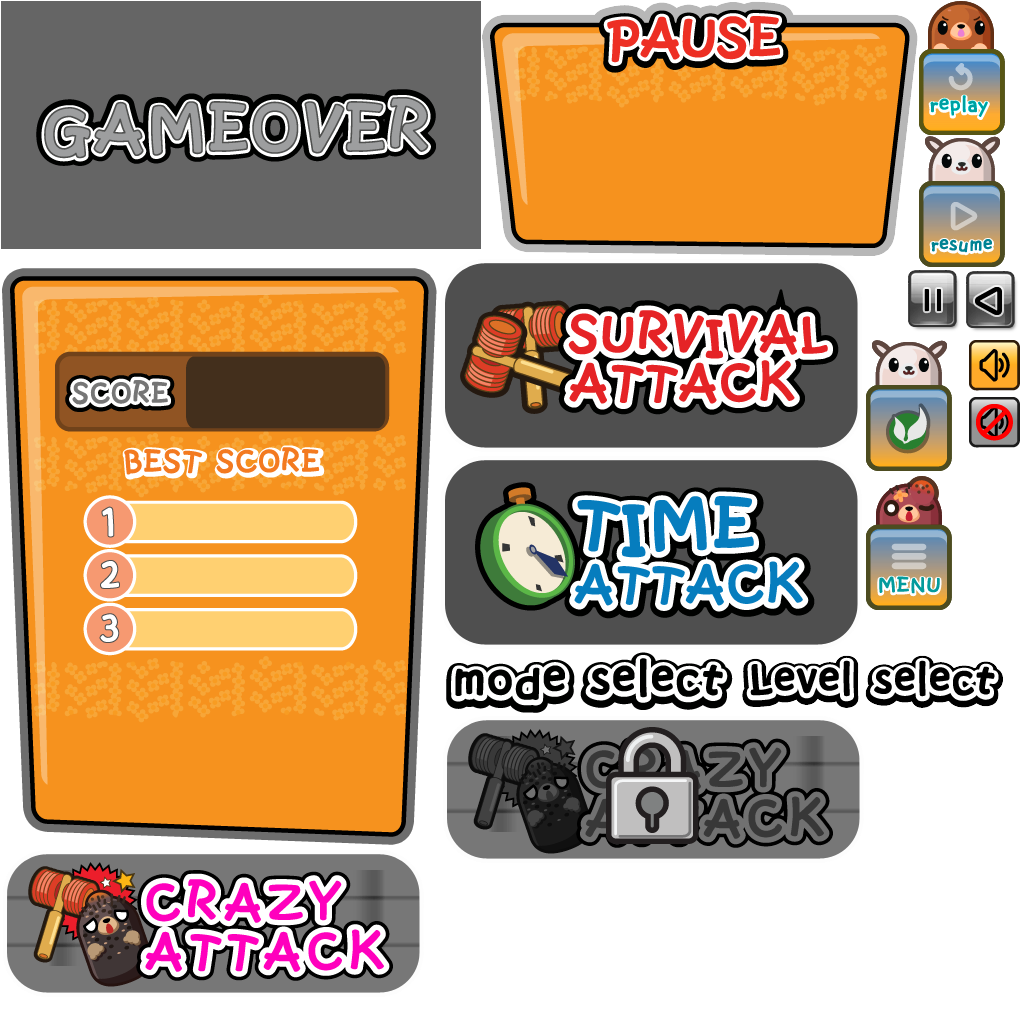 GAMEOVER
PAUSE
replay
resume
SCORE
BEST SCORE
1
2
3
SURVIVAL
ATTACK
TIME
ATTACK
MENU
mode select
Level select
CRAZY
ATTACK
CRAZY
ATTACK